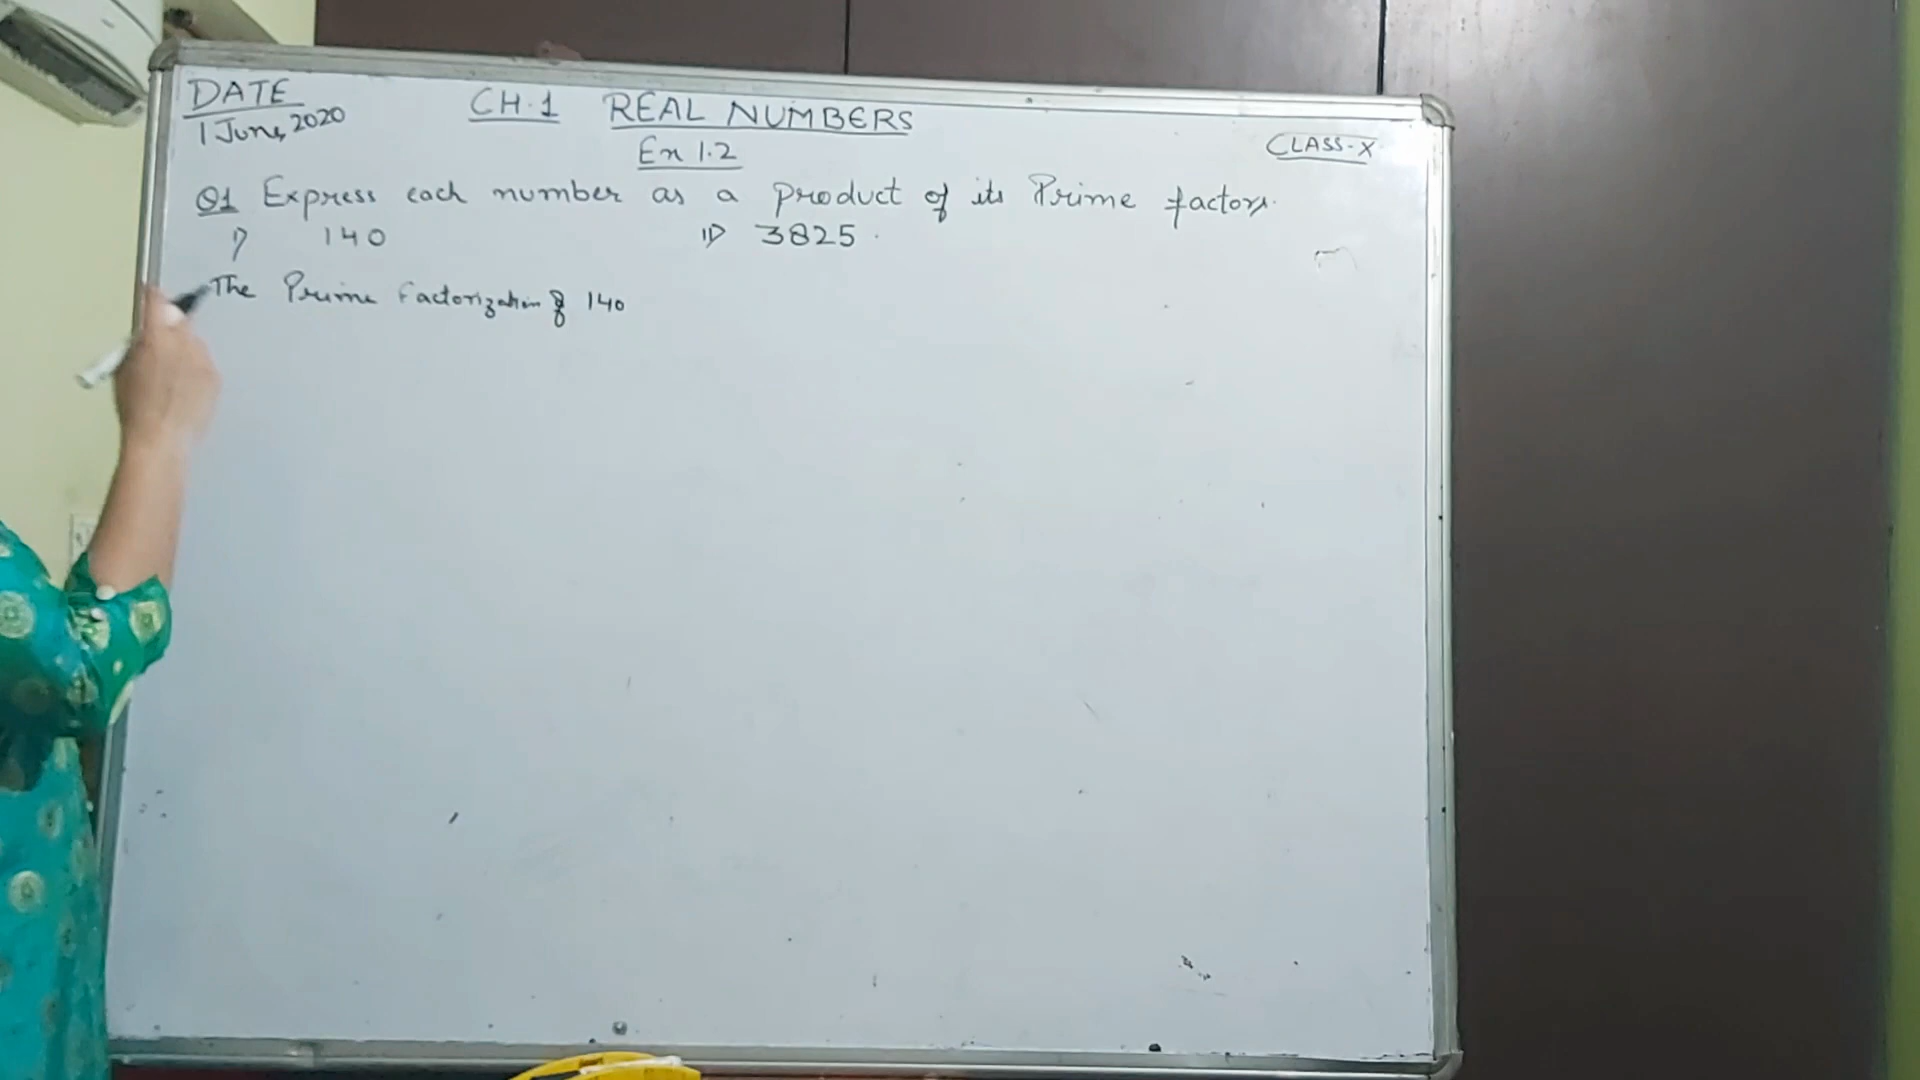 DATE
1 June, 2020
CH.1 REAL NUMBERS
CLASS-X
Ex 1.2
Q1 Express each number as a product of its Prime factors.
i) 140 ii) 3825.
The Prime Factorization of 140